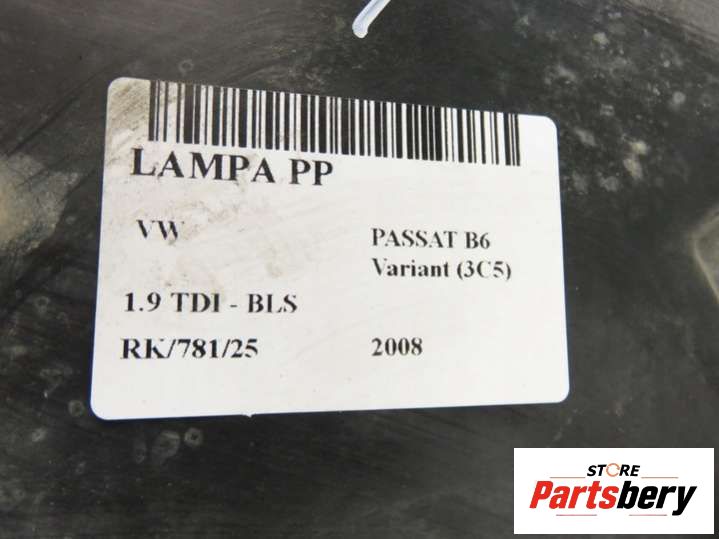 LAMPA PP
VW
PASSAT B6
Variant (3C5)
1.9 TDI - BLS
RK/781/25
2008
STORE
Partsbery